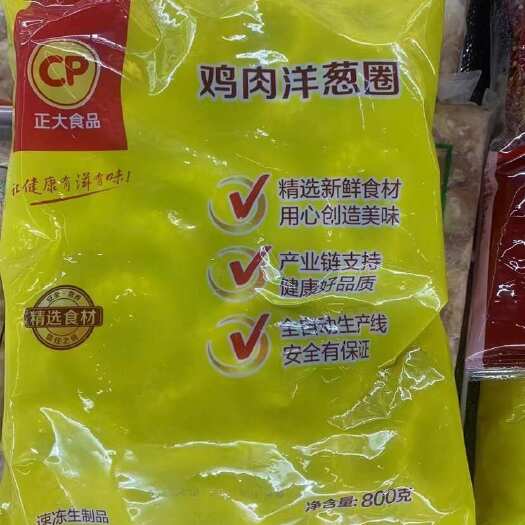 CP
正大食品
鸡肉洋葱圈
让健康有滋有味!
精选新鲜食材
用心创造美味
产业链支持
健康好品质
精选食材
全自动生产线
安全有保证
净含量:800克
速冻生制品